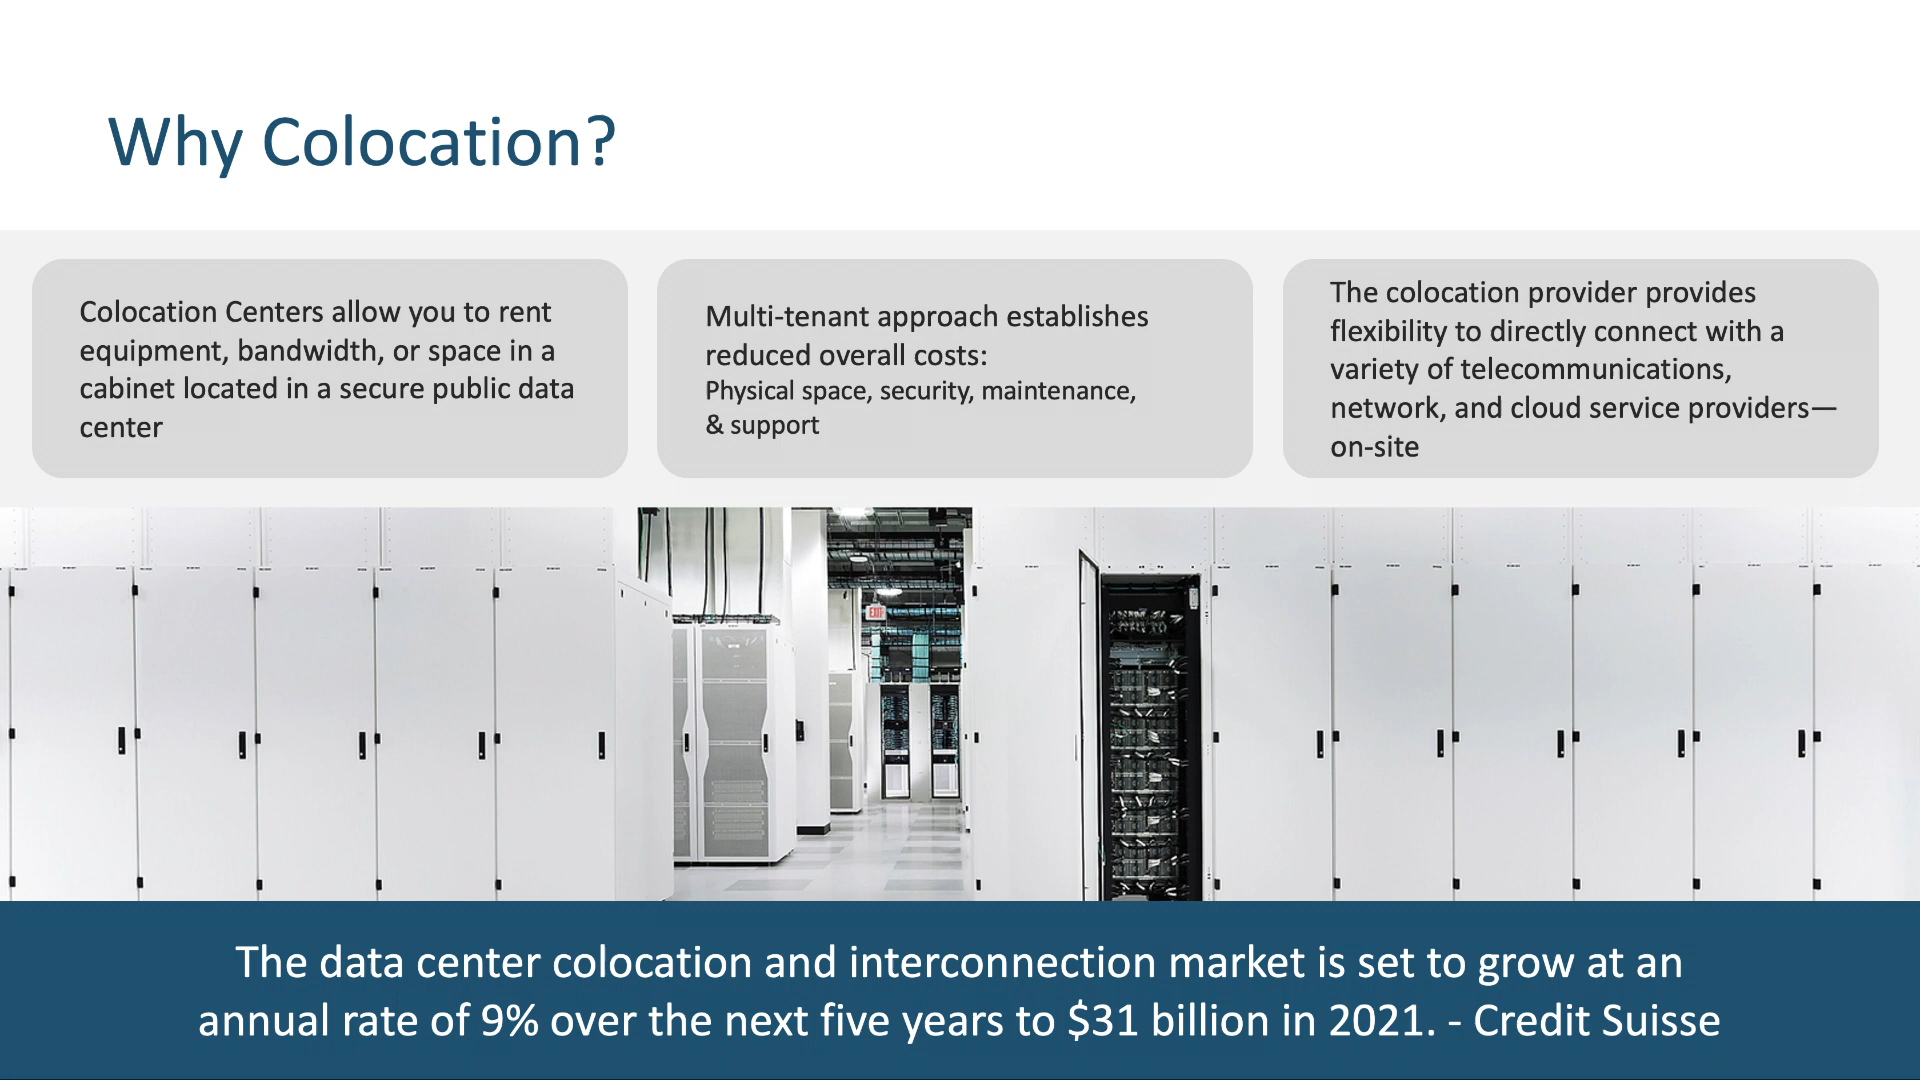 Why Colocation?
Colocation Centers allow you to rent
equipment, bandwidth, or space in a
cabinet located in a secure public data
center
Multi-tenant approach establishes
reduced overall costs:
Physical space, security, maintenance,
& support
The colocation provider provides
flexibility to directly connect with a
variety of telecommunications,
network, and cloud service providers—
on-site
EXIT
The data center colocation and interconnection market is set to grow at an
annual rate of 9% over the next five years to $31 billion in 2021. - Credit Suisse